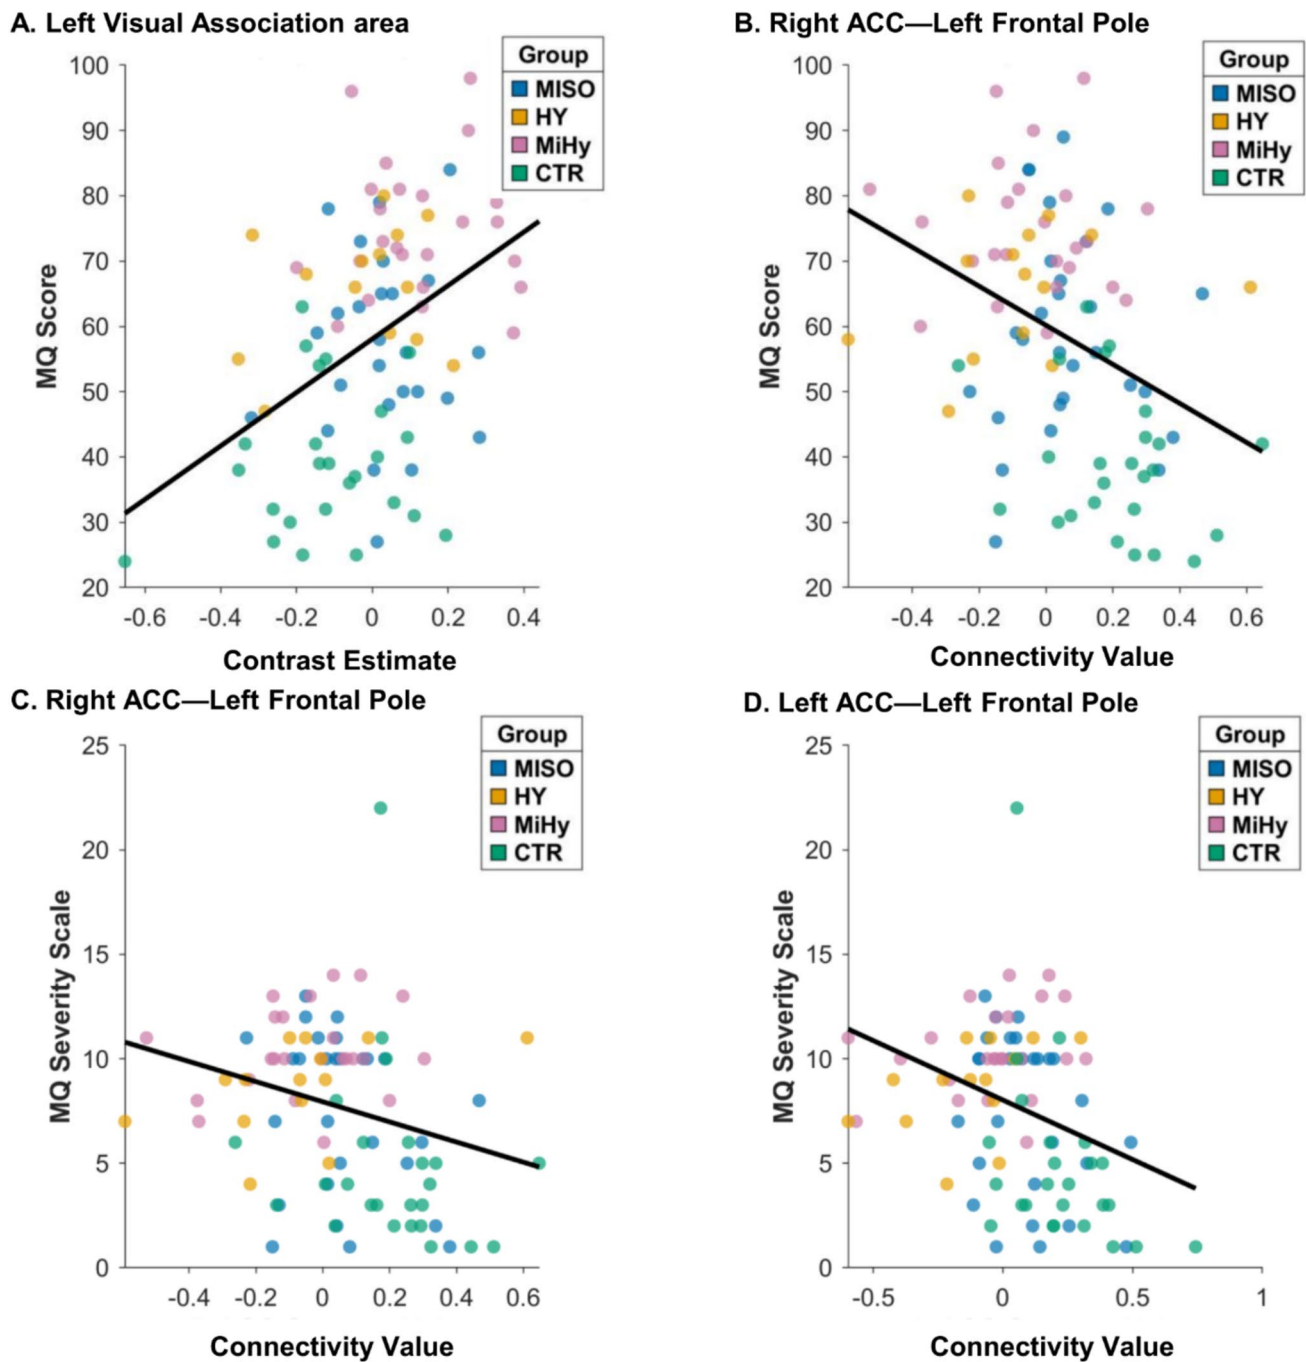 A. Left Visual Association area
Group
MISO
HY
MiHy
CTR
100
90
80
70
60
50
40
30
20
MQ Score
-0.6 -0.4 -0.2 0 0.2 0.4
Contrast Estimate
B. Right ACC—Left Frontal Pole
Group
MISO
HY
MiHy
CTR
100
90
80
70
60
50
40
30
20
MQ Score
-0.4 -0.2 0 0.2 0.4 0.6
Connectivity Value
C. Right ACC—Left Frontal Pole
Group
MISO
HY
MiHy
CTR
25
20
15
10
5
0
MQ Severity Scale
-0.4 -0.2 0 0.2 0.4 0.6
Connectivity Value
D. Left ACC—Left Frontal Pole
Group
MISO
HY
MiHy
CTR
25
20
15
10
5
0
MQ Severity Scale
-0.5 0 0.5 1
Connectivity Value